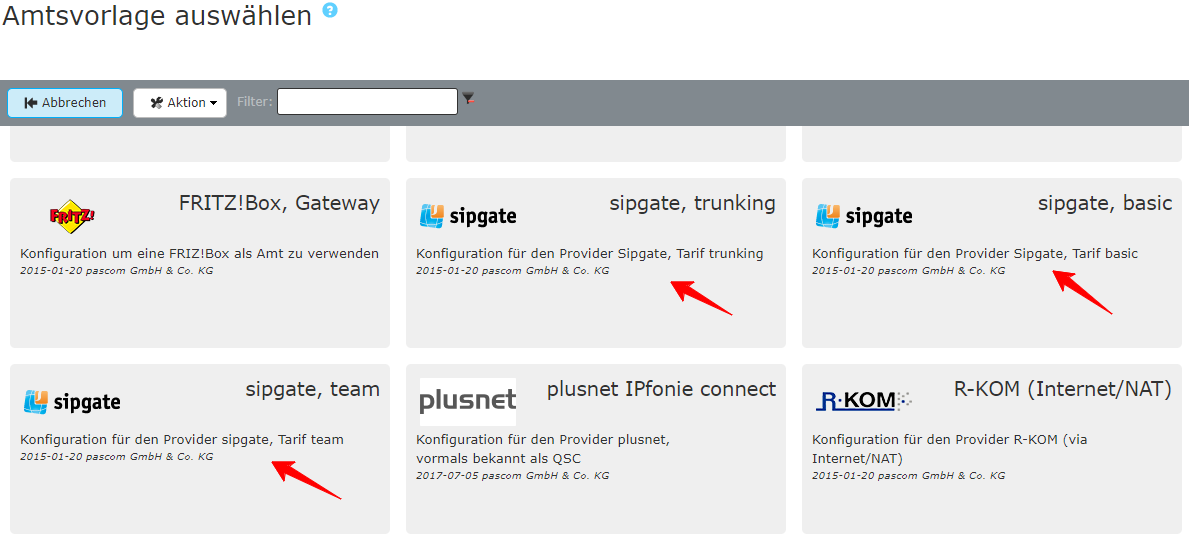 Amtsvorlage auswählen ?
Abbrechen Aktion Filter:
FRITZ! FRITZ!Box, Gateway
Konfiguration um eine FRIZ!Box als Amt zu verwenden
2015-01-20 pascom GmbH & Co. KG
sipgate sipgate, trunking
Konfiguration für den Provider Sipgate, Tarif trunking
2015-01-20 pascom GmbH & Co. KG
sipgate sipgate, basic
Konfiguration für den Provider Sipgate, Tarif basic
2015-01-20 pascom GmbH & Co. KG
sipgate sipgate, team
Konfiguration für den Provider sipgate, Tarif team
2015-01-20 pascom GmbH & Co. KG
plusnet plusnet IPfonie connect
Konfiguration für den Provider plusnet,
vormals bekannt als QSC
2017-07-05 pascom GmbH & Co. KG
R·KOM R-KOM (Internet/NAT)
Konfiguration für den Provider R-KOM (via
Internet/NAT)
2015-01-20 pascom GmbH & Co. KG